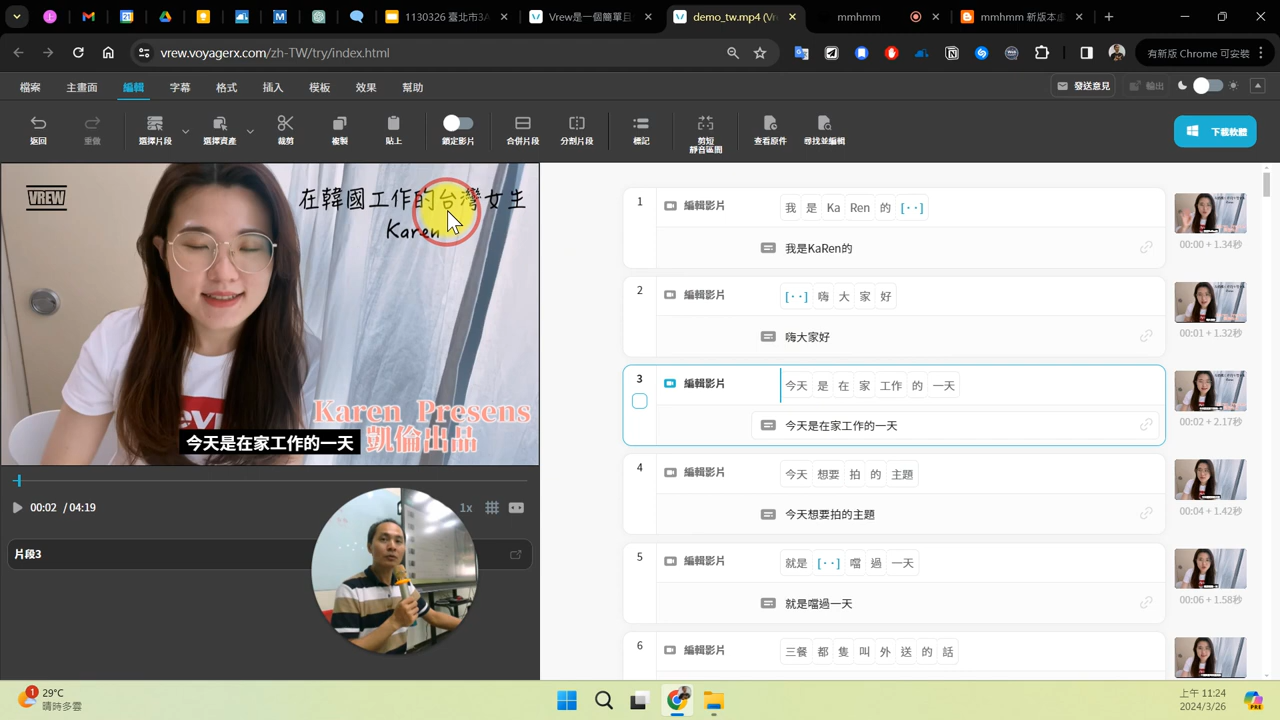 1130326 臺北市3A
Vrew是一個簡單且
demo_tw.mp4 (Vr
mmhmm
mmhmm 新版本虛
vrew.voyagerx.com/zh-TW/try/index.html
有新版 Chrome 可安裝
檔案 主畫面 編輯 字幕 格式 插入 模板 效果 幫助
發送意見 輸出
返回 重做 選擇片段 選擇資產 裁剪 複製 貼上 鎖定影片 合併片段 分割片段 標記 剪短靜音區間 查看原件 尋找並編輯
下載軟體
VREW
在韓國工作的台灣女生
Karen
Karen Presens
凱倫出品
今天是在家工作的一天
00:02 / 04:19
1x
片段3
1 編輯影片 我 是 Ka Ren 的 [··]
我是KaRen的
00:00 + 1.34秒
2 編輯影片 [··] 嗨 大 家 好
嗨大家好
00:01 + 1.32秒
3 編輯影片 今天 是 在 家 工作 的 一天
今天是在家工作的一天
00:02 + 2.17秒
4 編輯影片 今天 想要 拍 的 主題
今天想要拍的主題
00:04 + 1.42秒
5 編輯影片 就是 [··] 噹 過 一天
就是噹過一天
00:06 + 1.58秒
6 編輯影片 三餐 都 隻 叫 外 送 的 話
1
29°C
晴時多雲
上午 11:24
2024/3/26
PRE